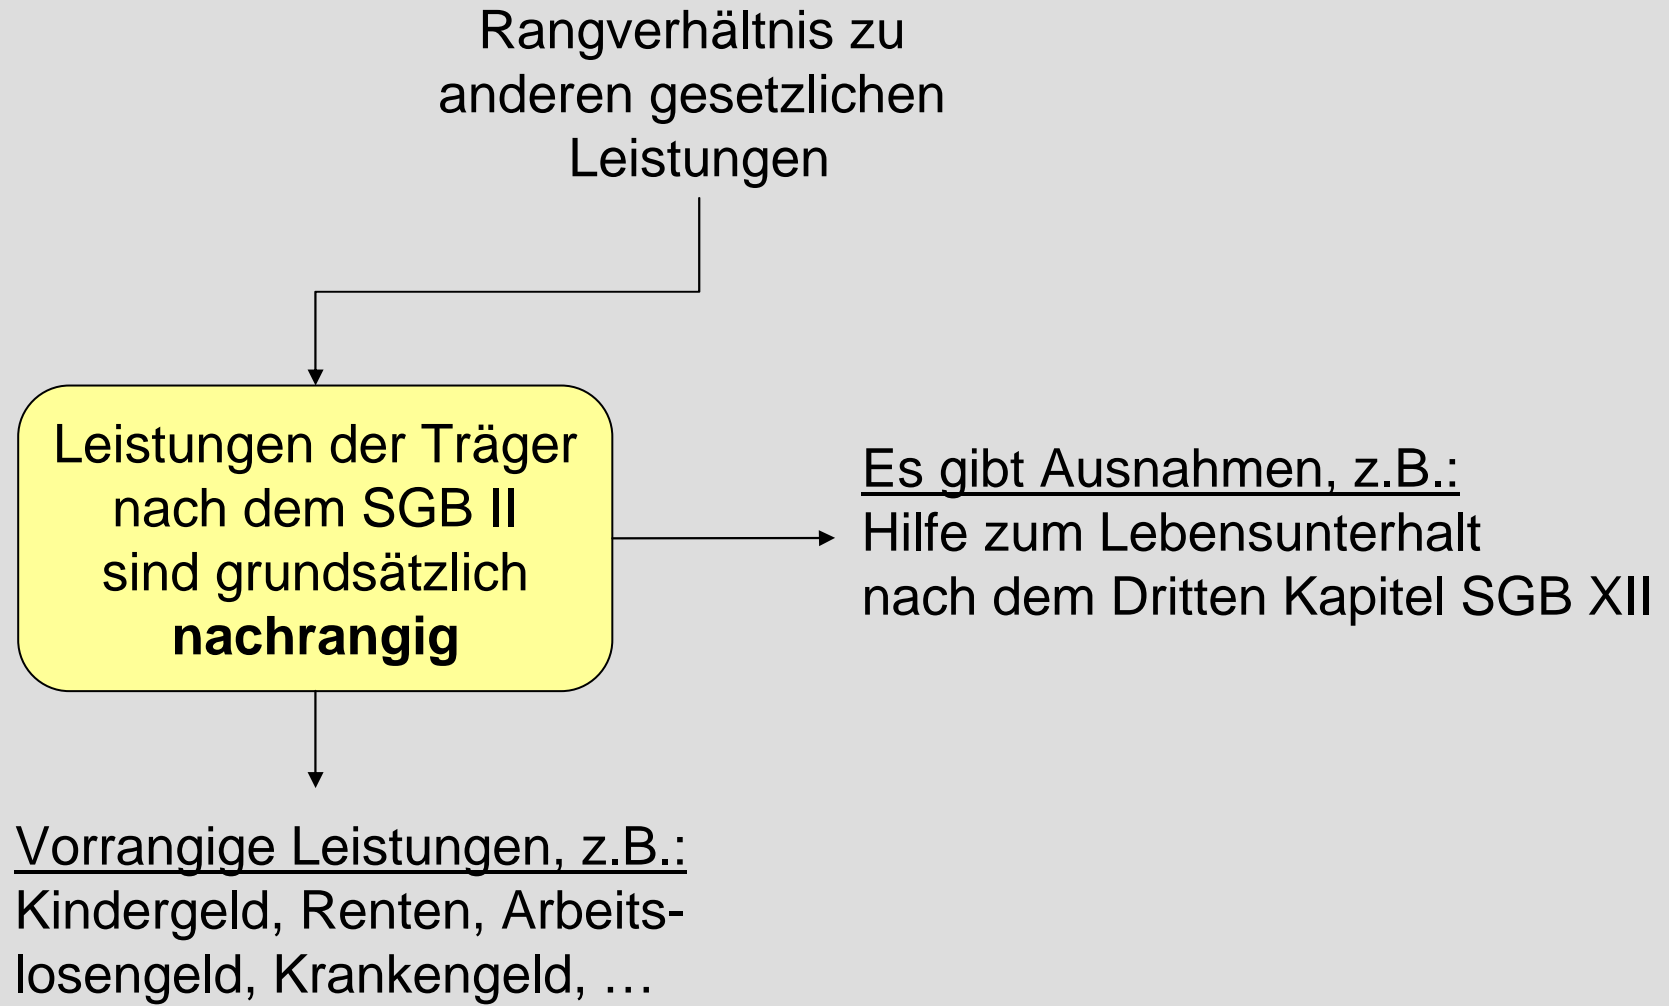 Rangverhältnis zu
anderen gesetzlichen
Leistungen
Leistungen der Träger
nach dem SGB II
sind grundsätzlich
nachrangig
Es gibt Ausnahmen, z.B.:
Hilfe zum Lebensunterhalt
nach dem Dritten Kapitel SGB XII
Vorrangige Leistungen, z.B.:
Kindergeld, Renten, Arbeits-
losengeld, Krankengeld, …